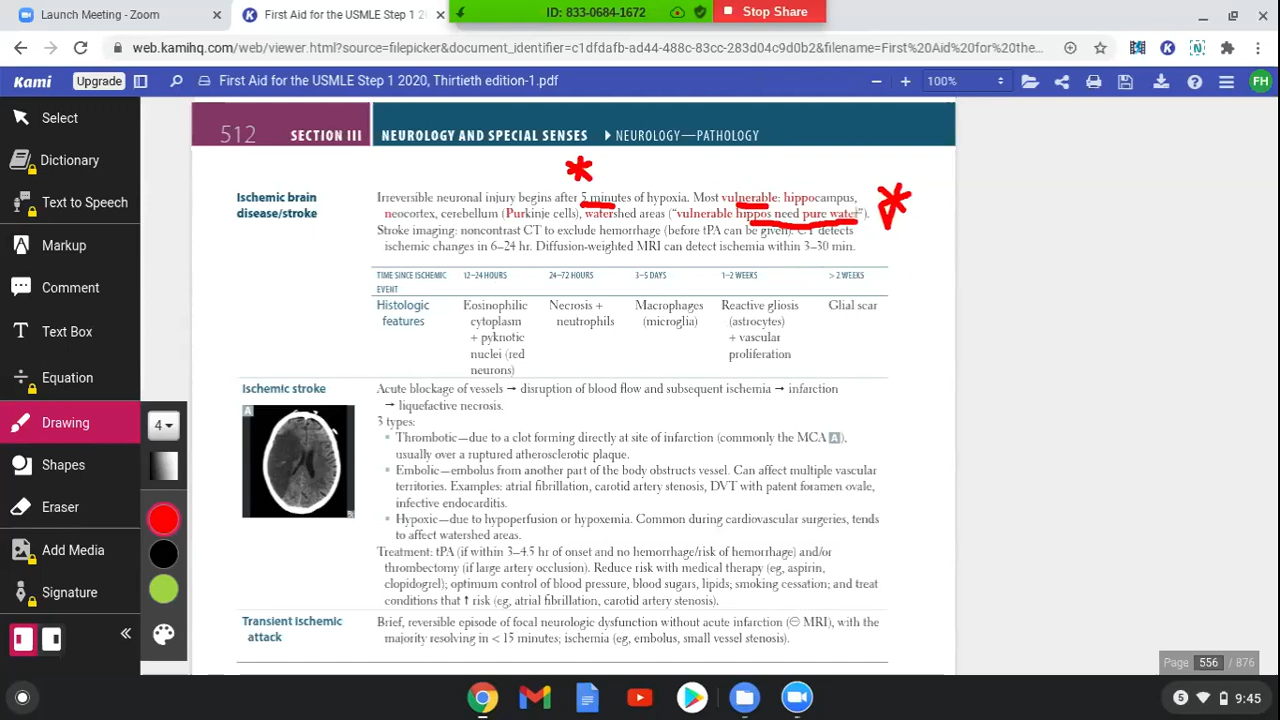 Launch Meeting - Zoom
First Aid for the USMLE Step 1 2
ID: 833-0684-1672
Stop Share
web.kamihq.com/web/viewer.html?source=filepicker&document_identifier=c1dfdafb-ad44-488c-83cc-283d04c9d0b2&filename=First%20Aid%20for%20the...
Kami
Upgrade
First Aid for the USMLE Step 1 2020, Thirtieth edition-1.pdf
100%
FH
Select
Dictionary
Text to Speech
Markup
Comment
Text Box
Equation
Drawing
Shapes
Eraser
Add Media
Signature
4
512 SECTION III NEUROLOGY AND SPECIAL SENSES NEUROLOGY—PATHOLOGY
Ischemic brain
disease/stroke
Irreversible neuronal injury begins after 5 minutes of hypoxia. Most vulnerable: hippocampus,
neocortex, cerebellum (Purkinje cells), watershed areas ("vulnerable hippos need pure water").
Stroke imaging: noncontrast CT to exclude hemorrhage (before tPA can be given). CT detects
ischemic changes in 6–24 hr. Diffusion-weighted MRI can detect ischemia within 3–30 min.
TIME SINCE ISCHEMIC
EVENT
12–24 HOURS
24–72 HOURS
3–5 DAYS
1–2 WEEKS
> 2 WEEKS
Histologic
features
Eosinophilic
cytoplasm
+ pyknotic
nuclei (red
neurons)
Necrosis +
neutrophils
Macrophages
(microglia)
Reactive gliosis
(astrocytes)
+ vascular
proliferation
Glial scar
Ischemic stroke
A
Acute blockage of vessels → disruption of blood flow and subsequent ischemia → infarction
→ liquefactive necrosis.
3 types:
Thrombotic—due to a clot forming directly at site of infarction (commonly the MCA A),
usually over a ruptured atherosclerotic plaque.
Embolic—embolus from another part of the body obstructs vessel. Can affect multiple vascular
territories. Examples: atrial fibrillation, carotid artery stenosis, DVT with patent foramen ovale,
infective endocarditis.
Hypoxic—due to hypoperfusion or hypoxemia. Common during cardiovascular surgeries, tends
to affect watershed areas.
Treatment: tPA (if within 3–4.5 hr of onset and no hemorrhage/risk of hemorrhage) and/or
thrombectomy (if large artery occlusion). Reduce risk with medical therapy (eg, aspirin,
clopidogrel); optimum control of blood pressure, blood sugars, lipids; smoking cessation; and treat
conditions that ↑ risk (eg, atrial fibrillation, carotid artery stenosis).
Transient ischemic
attack
Brief, reversible episode of focal neurologic dysfunction without acute infarction (⊖ MRI), with the
majority resolving in < 15 minutes; ischemia (eg, embolus, small vessel stenosis).
Page 556 / 876
5
9:45